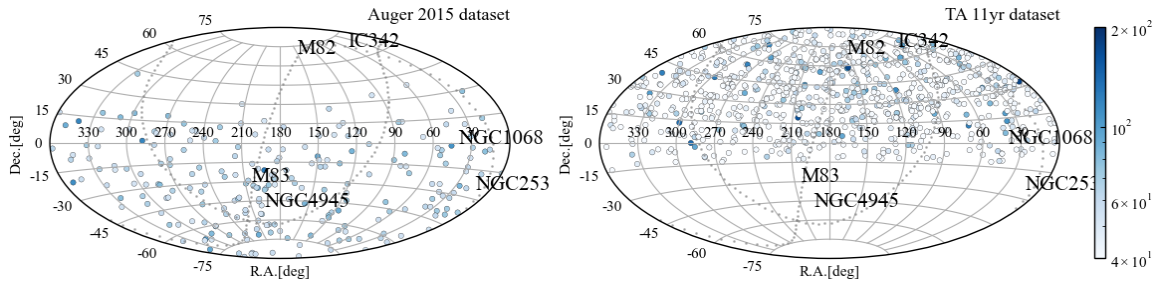 Auger 2015 dataset
75
60
45
30
15
0
-15
-30
-45
-60
-75
330 300 270 240 210 180 150 120 90 60
M82
IC342
NGC1068
M83
NGC253
NGC4945
Dec.[deg]
R.A.[deg]
TA 11yr dataset
75
60
45
30
15
0
-15
-30
-45
-60
-75
330 300 270 240 210 180 150 120 90 60
M82
IC342
NGC1068
M83
NGC253
NGC4945
Dec.[deg]
R.A.[deg]
2 × 10²
10²
6 × 10¹
4 × 10¹